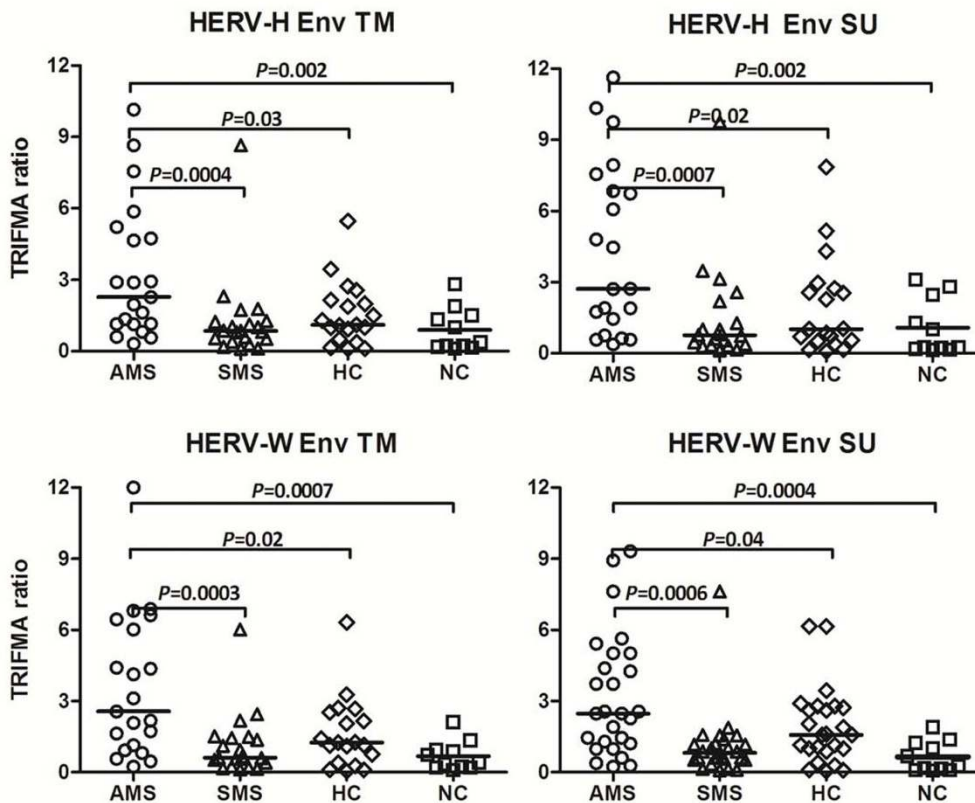 HERV-H Env TM
TRIFMA ratio
12
9
6
3
0
P=0.002
P=0.03
P=0.0004
AMS SMS HC NC
HERV-H Env SU
12
9
6
3
0
P=0.002
P=0.02
P=0.0007
AMS SMS HC NC
HERV-W Env TM
TRIFMA ratio
12
9
6
3
0
P=0.0007
P=0.02
P=0.0003
AMS SMS HC NC
HERV-W Env SU
12
9
6
3
0
P=0.0004
P=0.04
P=0.0006
AMS SMS HC NC